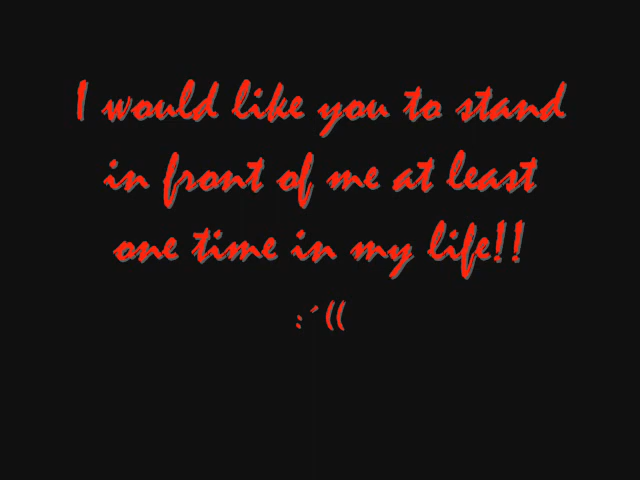 I would like you to stand
in front of me at least
one time in my life!!
:´((